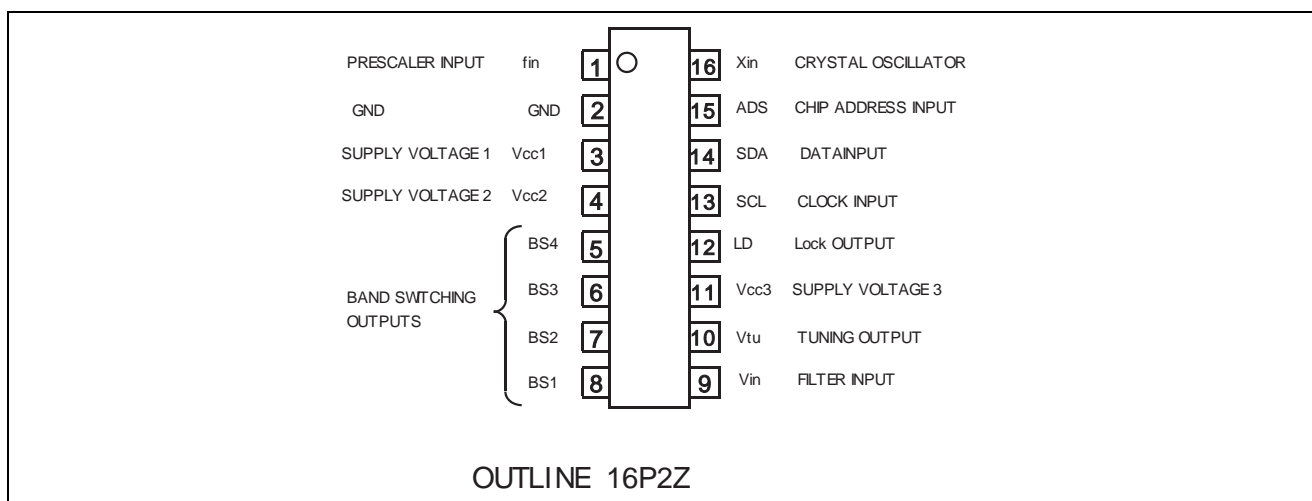 PRESCALER INPUT fin 1 16 Xin CRYSTAL OSCILLATOR
GND GND 2 15 ADS CHIP ADDRESS INPUT
SUPPLY VOLTAGE 1 Vcc1 3 14 SDA DATAINPUT
SUPPLY VOLTAGE 2 Vcc2 4 13 SCL CLOCK INPUT
BS4 5 12 LD Lock OUTPUT
BAND SWITCHING
OUTPUTS
BS3 6 11 Vcc3 SUPPLY VOLTAGE 3
BS2 7 10 Vtu TUNING OUTPUT
BS1 8 9 Vin FILTER INPUT
OUTLINE 16P2Z